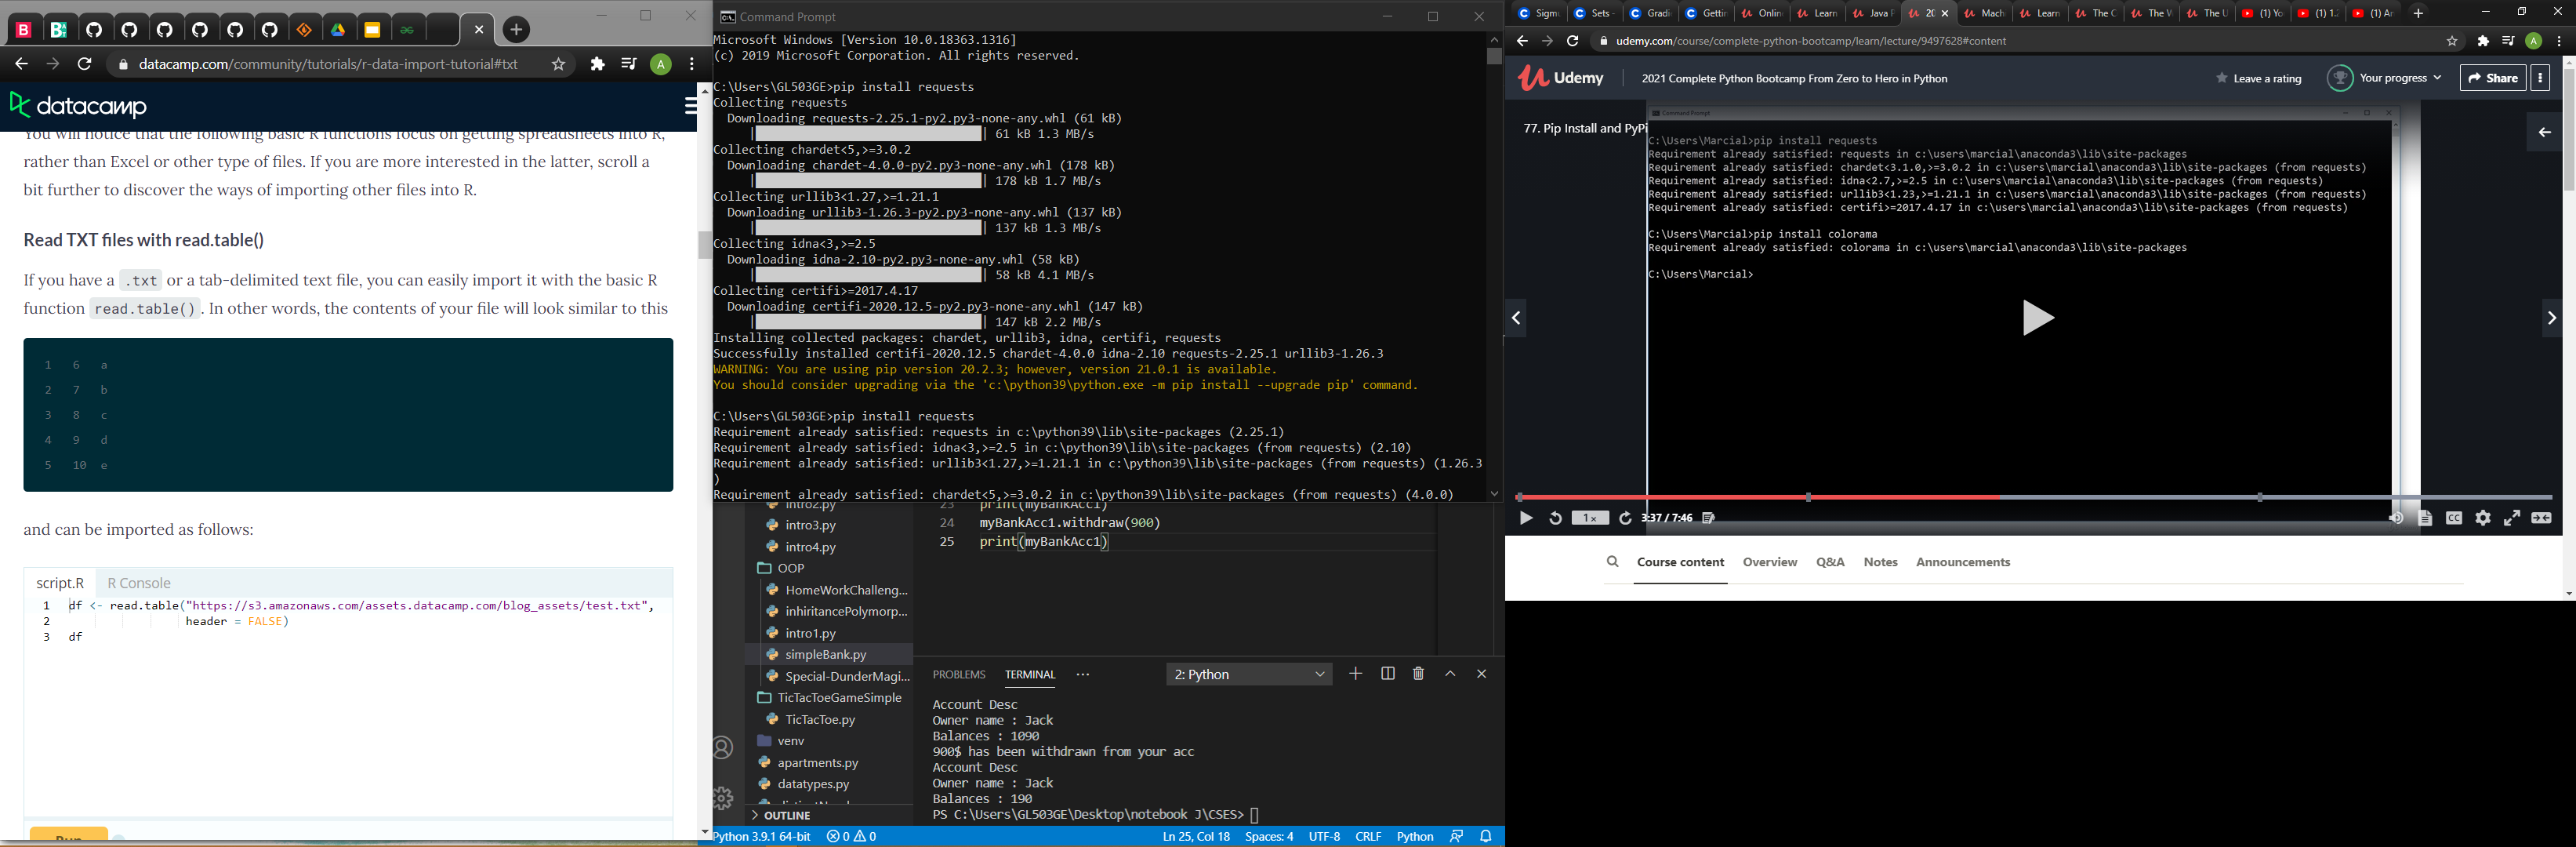 datacamp.com/community/tutorials/r-data-import-tutorial#txt
A
datacamp
You will notice that the following basic R functions focus on getting spreadsheets into R,
rather than Excel or other type of files. If you are more interested in the latter, scroll a
bit further to discover the ways of importing other files into R.
Read TXT files with read.table()
If you have a .txt or a tab-delimited text file, you can easily import it with the basic R
function read.table() . In other words, the contents of your file will look similar to this
1 6 a
2 7 b
3 8 c
4 9 d
5 10 e
and can be imported as follows:
script.R R Console
1 df <- read.table("https://s3.amazonaws.com/assets.datacamp.com/blog_assets/test.txt",
2 header = FALSE)
3 df
Run
Command Prompt
Microsoft Windows [Version 10.0.18363.1316]
(c) 2019 Microsoft Corporation. All rights reserved.
C:\Users\GL503GE>pip install requests
Collecting requests
Downloading requests-2.25.1-py2.py3-none-any.whl (61 kB)
| | 61 kB 1.3 MB/s
Collecting chardet<5,>=3.0.2
Downloading chardet-4.0.0-py2.py3-none-any.whl (178 kB)
| | 178 kB 1.7 MB/s
Collecting urllib3<1.27,>=1.21.1
Downloading urllib3-1.26.3-py2.py3-none-any.whl (137 kB)
| | 137 kB 1.3 MB/s
Collecting idna<3,>=2.5
Downloading idna-2.10-py2.py3-none-any.whl (58 kB)
| | 58 kB 4.1 MB/s
Collecting certifi>=2017.4.17
Downloading certifi-2020.12.5-py2.py3-none-any.whl (147 kB)
| | 147 kB 2.2 MB/s
Installing collected packages: chardet, urllib3, idna, certifi, requests
Successfully installed certifi-2020.12.5 chardet-4.0.0 idna-2.10 requests-2.25.1 urllib3-1.26.3
WARNING: You are using pip version 20.2.3; however, version 21.0.1 is available.
You should consider upgrading via the 'c:\python39\python.exe -m pip install --upgrade pip' command.
C:\Users\GL503GE>pip install requests
Requirement already satisfied: requests in c:\python39\lib\site-packages (2.25.1)
Requirement already satisfied: idna<3,>=2.5 in c:\python39\lib\site-packages (from requests) (2.10)
Requirement already satisfied: urllib3<1.27,>=1.21.1 in c:\python39\lib\site-packages (from requests) (1.26.3
)
Requirement already satisfied: chardet<5,>=3.0.2 in c:\python39\lib\site-packages (from requests) (4.0.0)
intro2.py
intro3.py
intro4.py
OOP
HomeWorkChalleng...
inhiritancePolymorp...
intro1.py
simpleBank.py
Special-DunderMagi...
TicTacToeGameSimple
TicTacToe.py
venv
apartments.py
datatypes.py
OUTLINE
23 print(myBankAcc1)
24 myBankAcc1.withdraw(900)
25 print(myBankAcc1)
PROBLEMS TERMINAL ... 2: Python
Account Desc
Owner name : Jack
Balances : 1090
900$ has been withdrawn from your acc
Account Desc
Owner name : Jack
Balances : 190
PS C:\Users\GL503GE\Desktop\notebook J\CSES>
Python 3.9.1 64-bit 0 0 Ln 25, Col 18 Spaces: 4 UTF-8 CRLF Python
Sigm Sets - Gradi Gettin Onlin Learn Java P 20 Mach Learn The C The W The U (1) Yo (1) 1. (1) Ar
udemy.com/course/complete-python-bootcamp/learn/lecture/9497628#content
A
Udemy 2021 Complete Python Bootcamp From Zero to Hero in Python Leave a rating Your progress Share
77. Pip Install and PyPi
Command Prompt
C:\Users\Marcial>pip install requests
Requirement already satisfied: requests in c:\users\marcial\anaconda3\lib\site-packages
Requirement already satisfied: chardet<3.1.0,>=3.0.2 in c:\users\marcial\anaconda3\lib\site-packages (from requests)
Requirement already satisfied: idna<2.7,>=2.5 in c:\users\marcial\anaconda3\lib\site-packages (from requests)
Requirement already satisfied: urllib3<1.23,>=1.21.1 in c:\users\marcial\anaconda3\lib\site-packages (from requests)
Requirement already satisfied: certifi>=2017.4.17 in c:\users\marcial\anaconda3\lib\site-packages (from requests)
C:\Users\Marcial>pip install colorama
Requirement already satisfied: colorama in c:\users\marcial\anaconda3\lib\site-packages
C:\Users\Marcial>
1x 3:37 / 7:46 CC
Course content Overview Q&A Notes Announcements